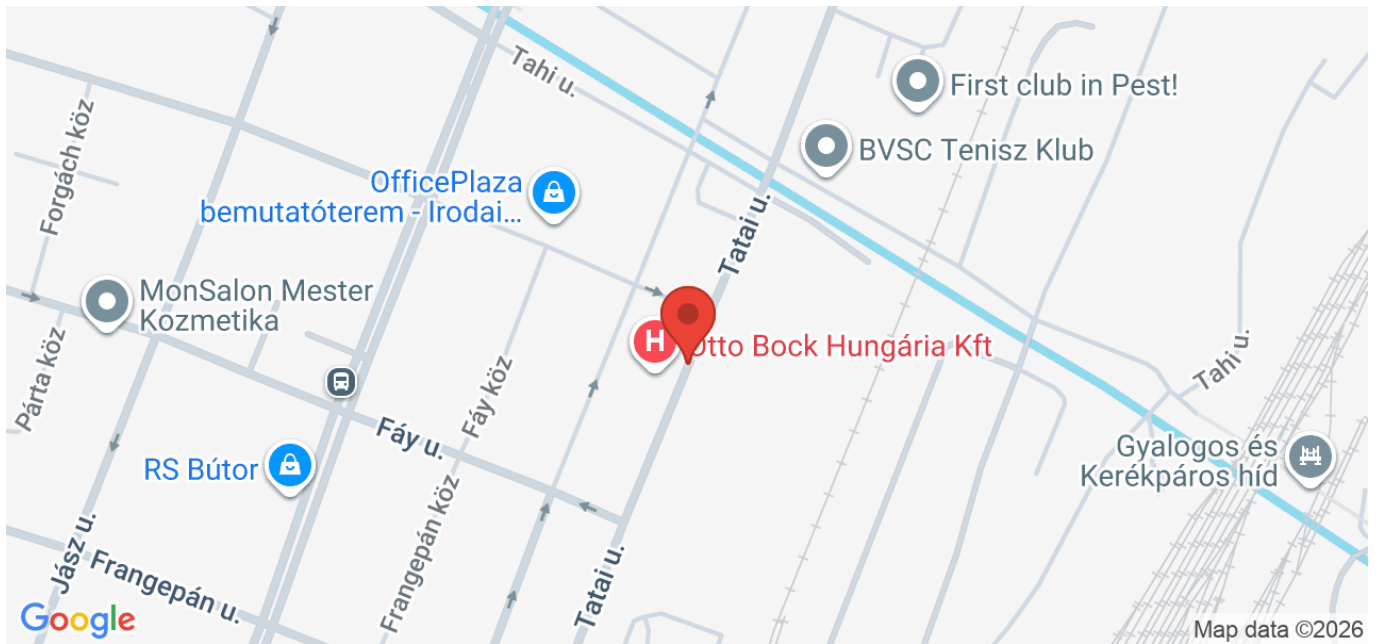 Tahi u.
First club in Pest!
BVSC Tenisz Klub
Forgách köz
OfficePlaza
bemutatóterem - Irodai...
Tatai u.
MonSalon Mester
Kozmetika
H
Otto Bock Hungária Kft
Párta köz
Fáy köz
Tahi u.
Fáy u.
RS Bútor
Gyalogos és
Kerékpáros híd
Frangepán köz
Jász u.
Frangepán u.
Tatai u.
Google
Map data ©2026